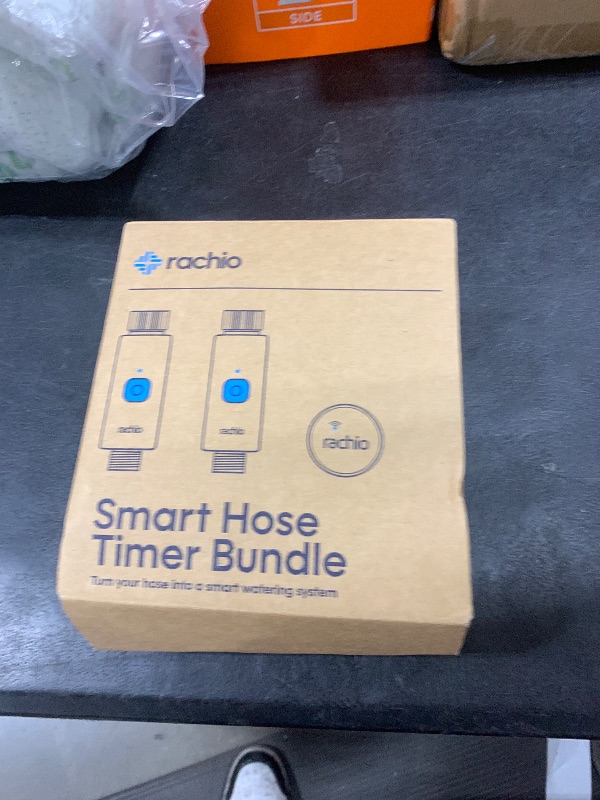 SIDE
rachio
rachio
rachio
rachio
Smart Hose
Timer Bundle
Turn your hose into a smart watering system